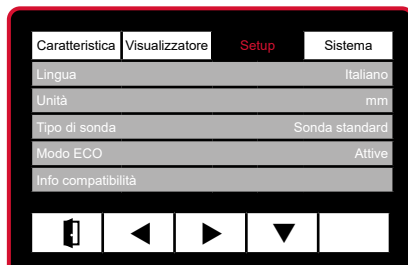 Caratteristica Visualizzatore Setup Sistema
Lingua Italiano
Unità mm
Tipo di sonda Sonda standard
Modo ECO Attive
Info compatibilità